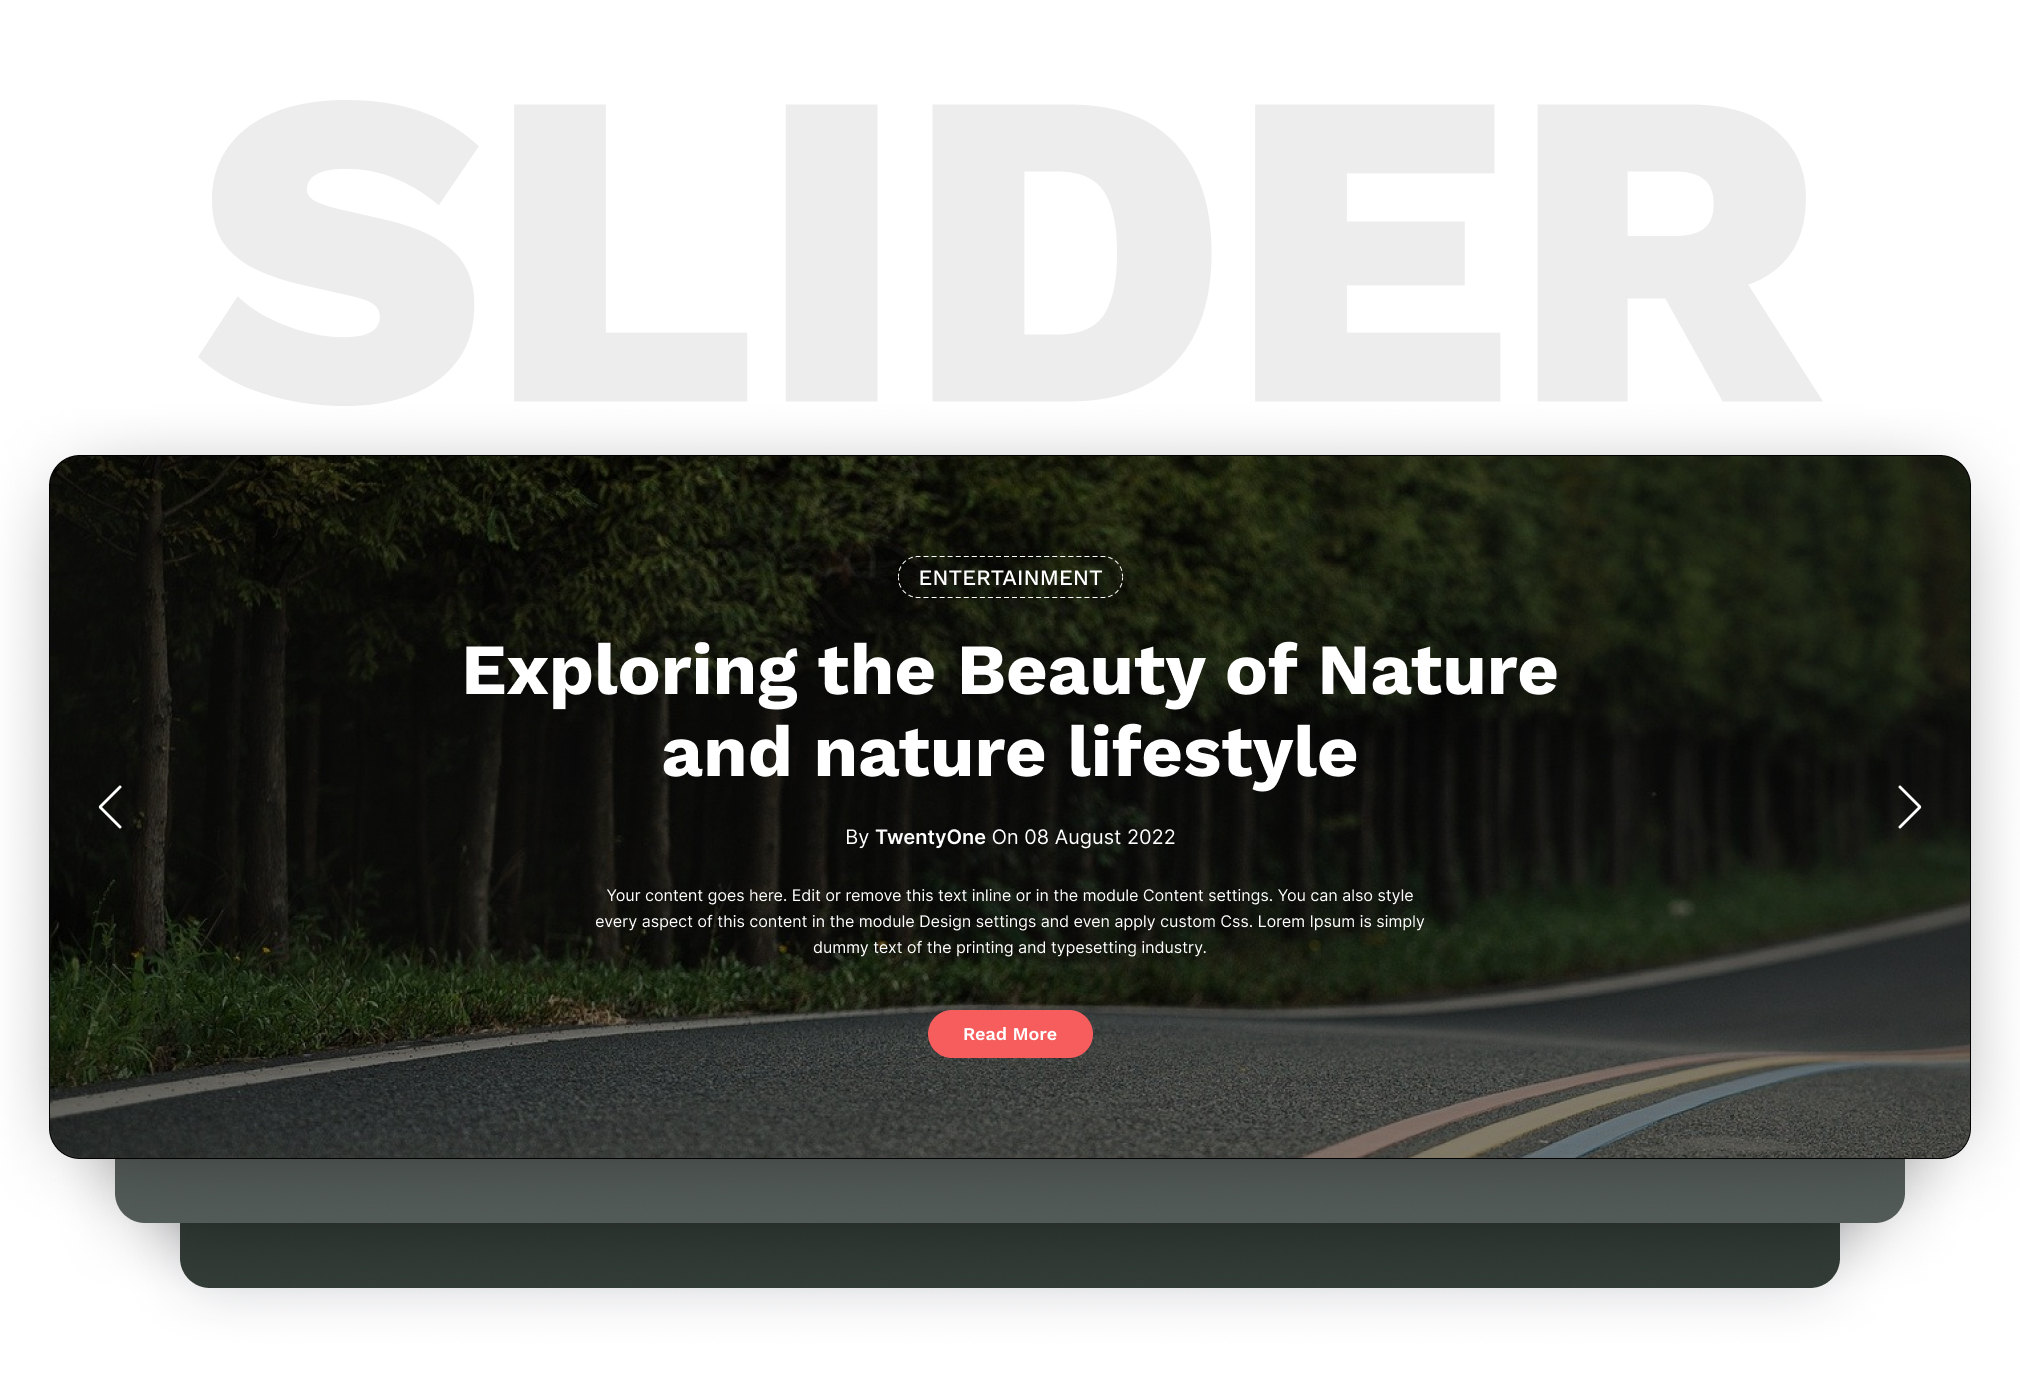 SLIDER
ENTERTAINMENT
Exploring the Beauty of Nature
and nature lifestyle
By TwentyOne On 08 August 2022
Your content goes here. Edit or remove this text inline or in the module Content settings. You can also style
every aspect of this content in the module Design settings and even apply custom Css. Lorem Ipsum is simply
dummy text of the printing and typesetting industry.
Read More